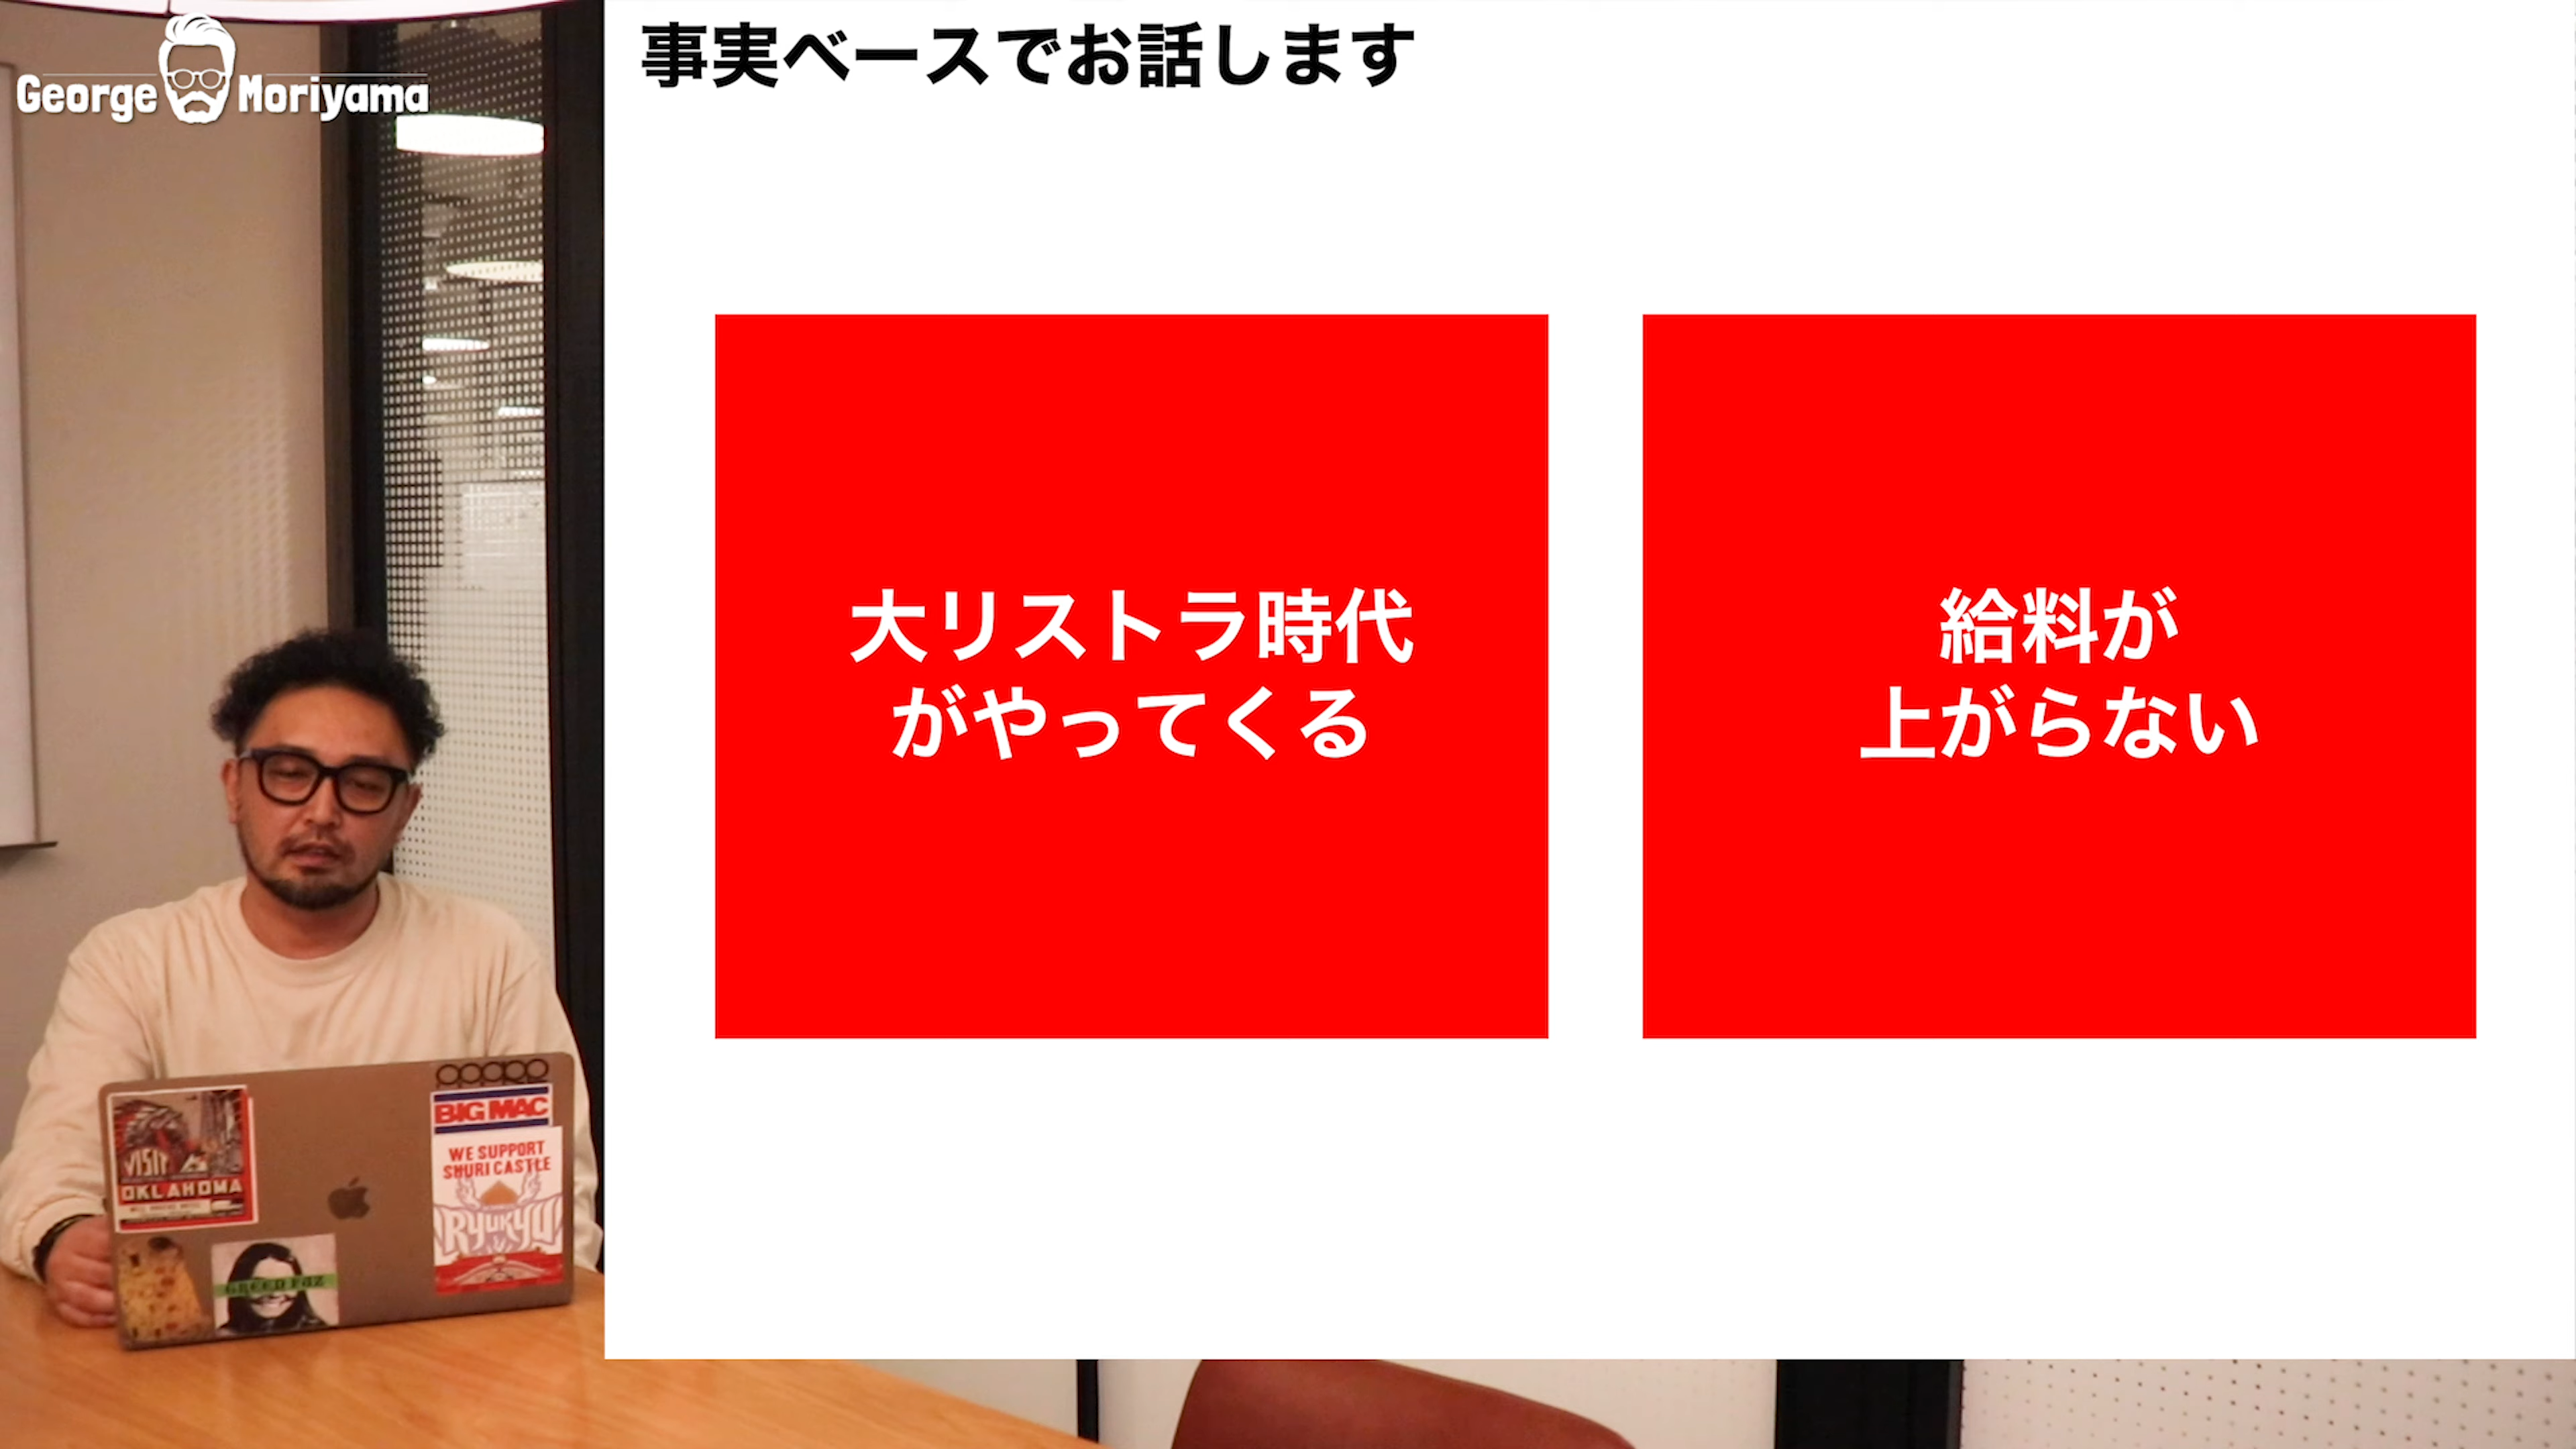 George Moriyama
事実ベースでお話します
大リストラ時代
がやってくる
給料が
上がらない
VISIT
OKLAHOMA
BIG MAC
WE SUPPORT
SHURI CASTLE
RYUKYU